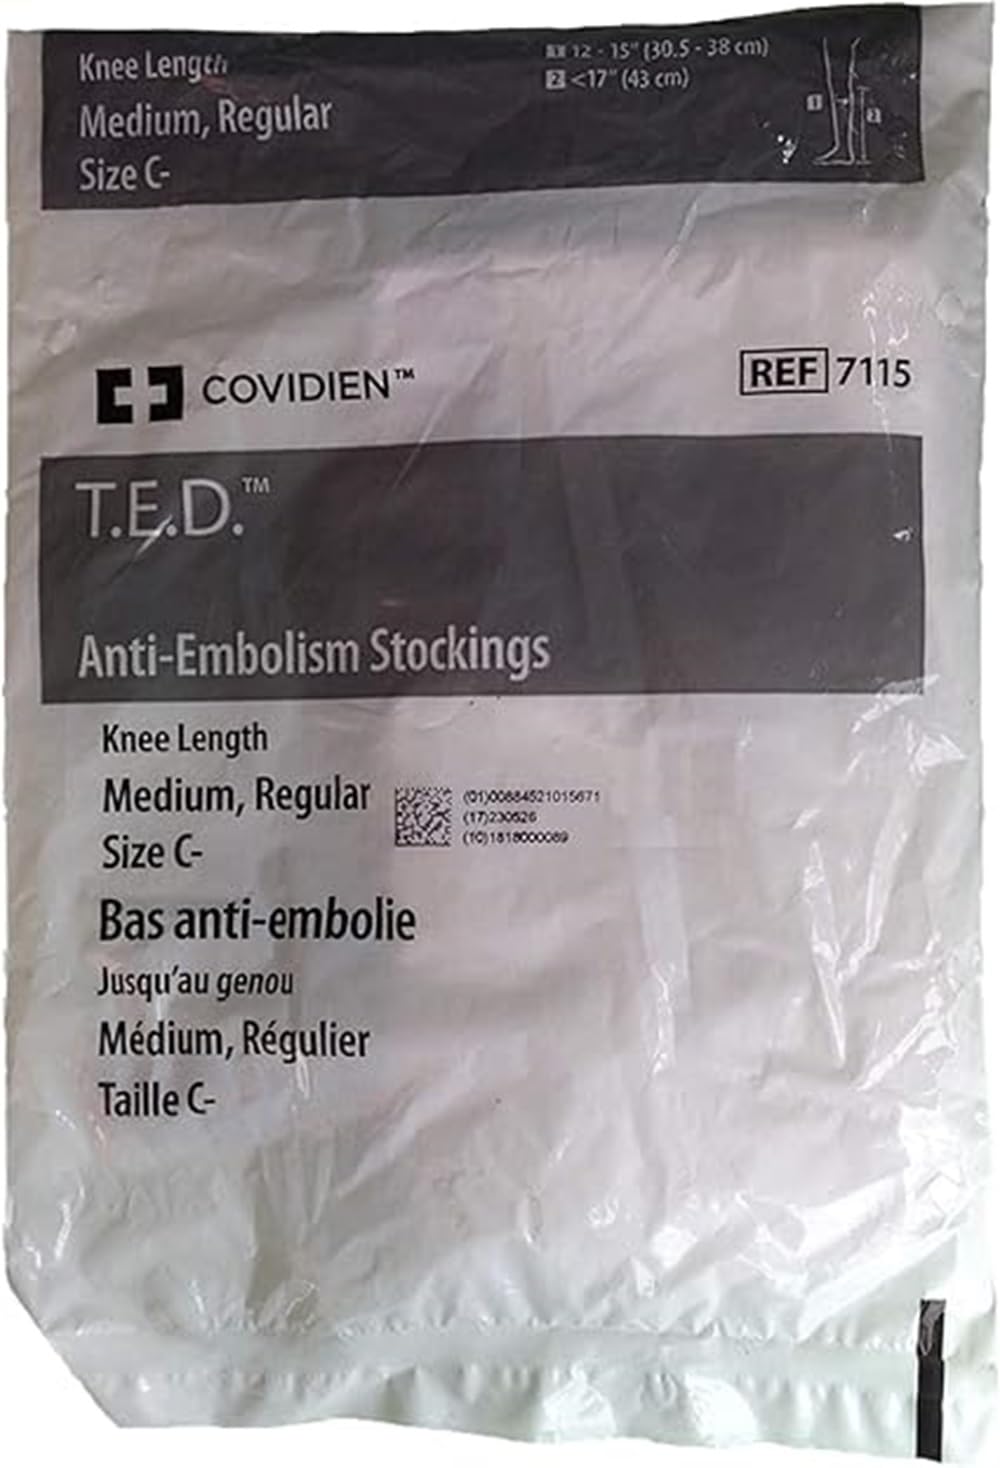 Knee Length
Medium, Regular
Size C-
1 12 - 15" (30.5 - 38 cm)
2 <17" (43 cm)
1
2
COVIDIEN™
REF 7115
T.E.D.™
Anti-Embolism Stockings
Knee Length
Medium, Regular
Size C-
(01)00884521015671
(17)230526
(10)1818000089
Bas anti-embolie
Jusqu'au genou
Médium, Régulier
Taille C-